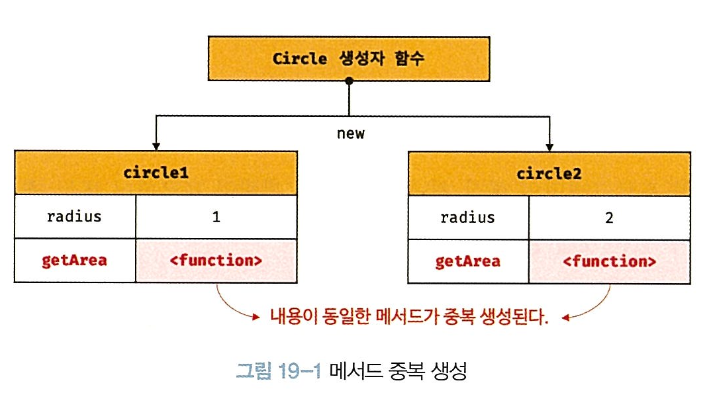 Circle 생성자 함수
new
circle1
circle2
radius 1
radius 2
getArea <function>
getArea <function>
내용이 동일한 메서드가 중복 생성된다.
그림 19-1 메서드 중복 생성